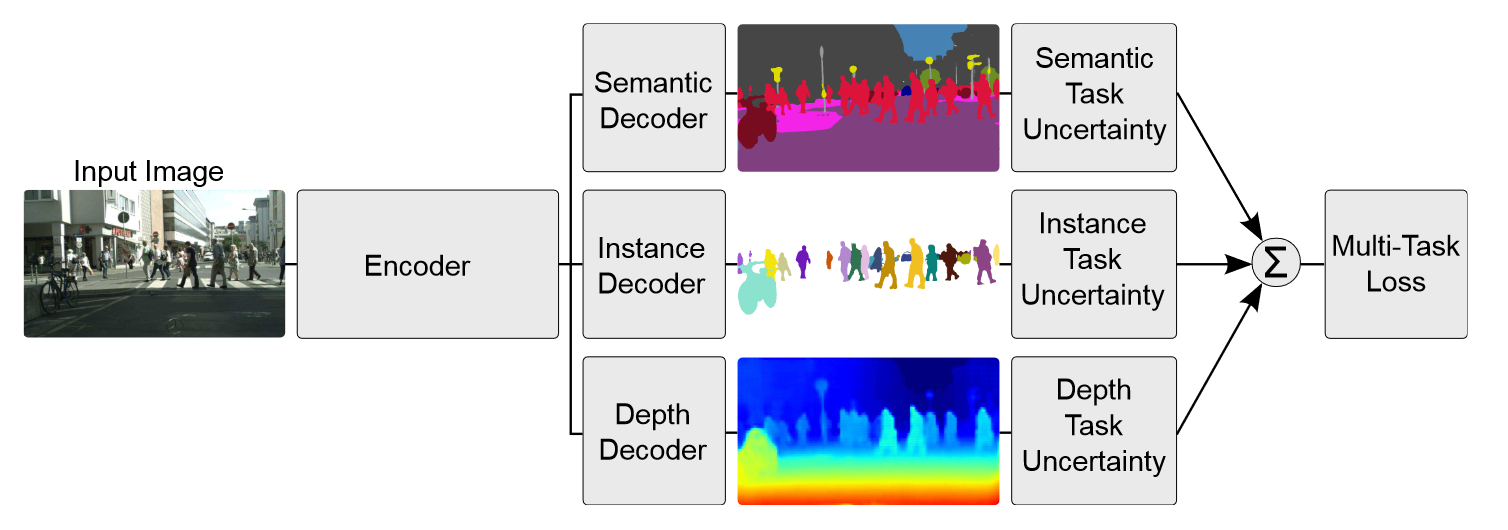 Input Image
Encoder
Semantic
Decoder
Instance
Decoder
Depth
Decoder
Semantic
Task
Uncertainty
Instance
Task
Uncertainty
Depth
Task
Uncertainty
Σ
Multi-Task
Loss